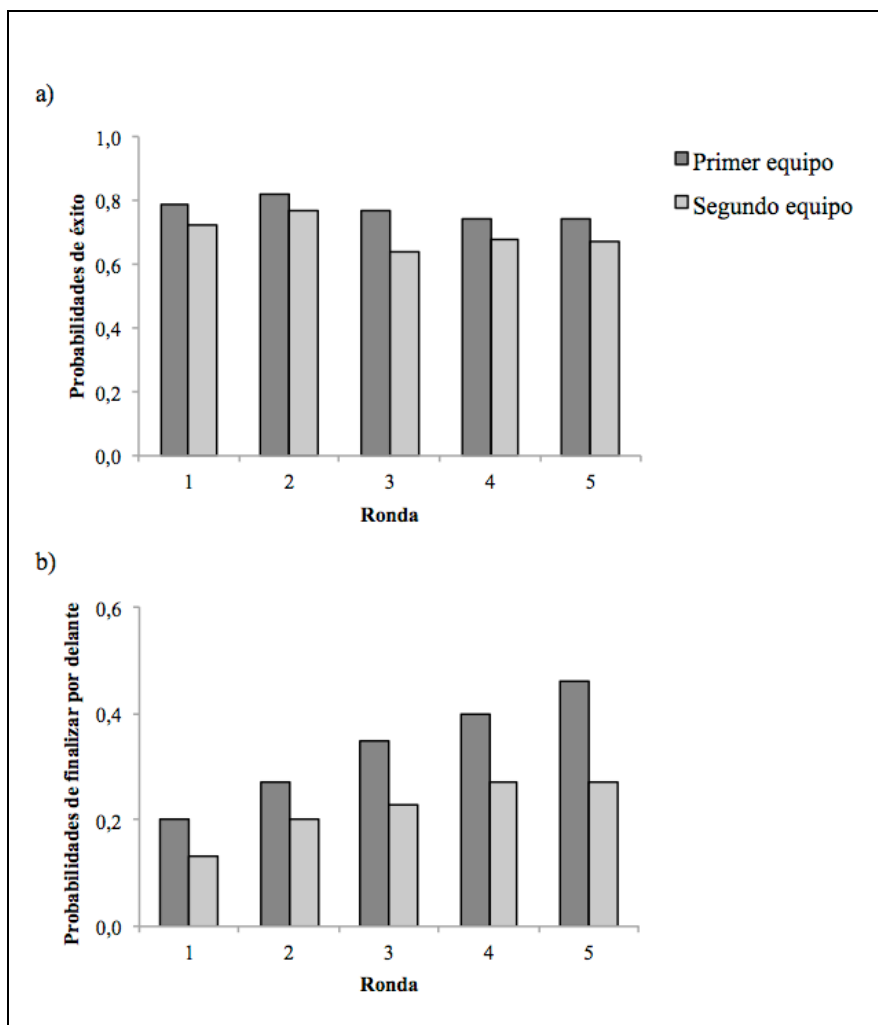 a)
Probabilidades de éxito
1,0
0,8
0,6
0,4
0,2
0,0
1 2 3 4 5
Ronda
Primer equipo
Segundo equipo
b)
Probabilidades de finalizar por delante
0,6
0,4
0,2
0,0
1 2 3 4 5
Ronda